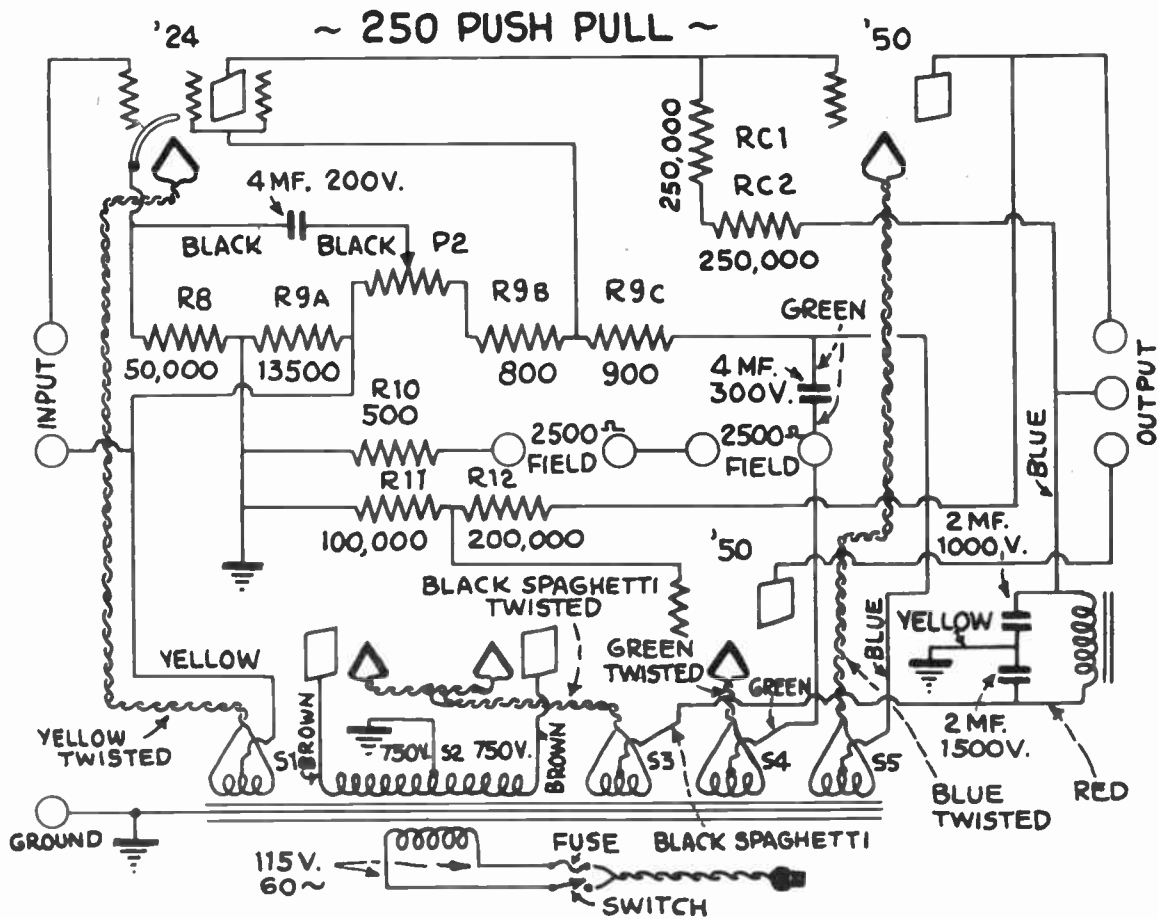 ~ 250 PUSH PULL ~
'24
'50
250,000
RC1
RC2
250,000
4 MF. 200V.
BLACK
BLACK
P2
R8
R9A
R9B
R9C
GREEN
50,000
13500
800
900
4 MF.
300V.
INPUT
OUTPUT
R10
500
2500Ω
FIELD
2500Ω
FIELD
R11
R12
100,000
200,000
BLUE
'50
2 MF.
1000V.
BLACK SPAGHETTI
TWISTED
YELLOW
GREEN
TWISTED
GREEN
BLUE
YELLOW
2 MF.
1500V.
YELLOW
TWISTED
S1
BROWN
750V.
S2
750V.
BROWN
S3
S4
S5
BLUE
TWISTED
RED
GROUND
BLACK SPAGHETTI
FUSE
115V.
60~
SWITCH